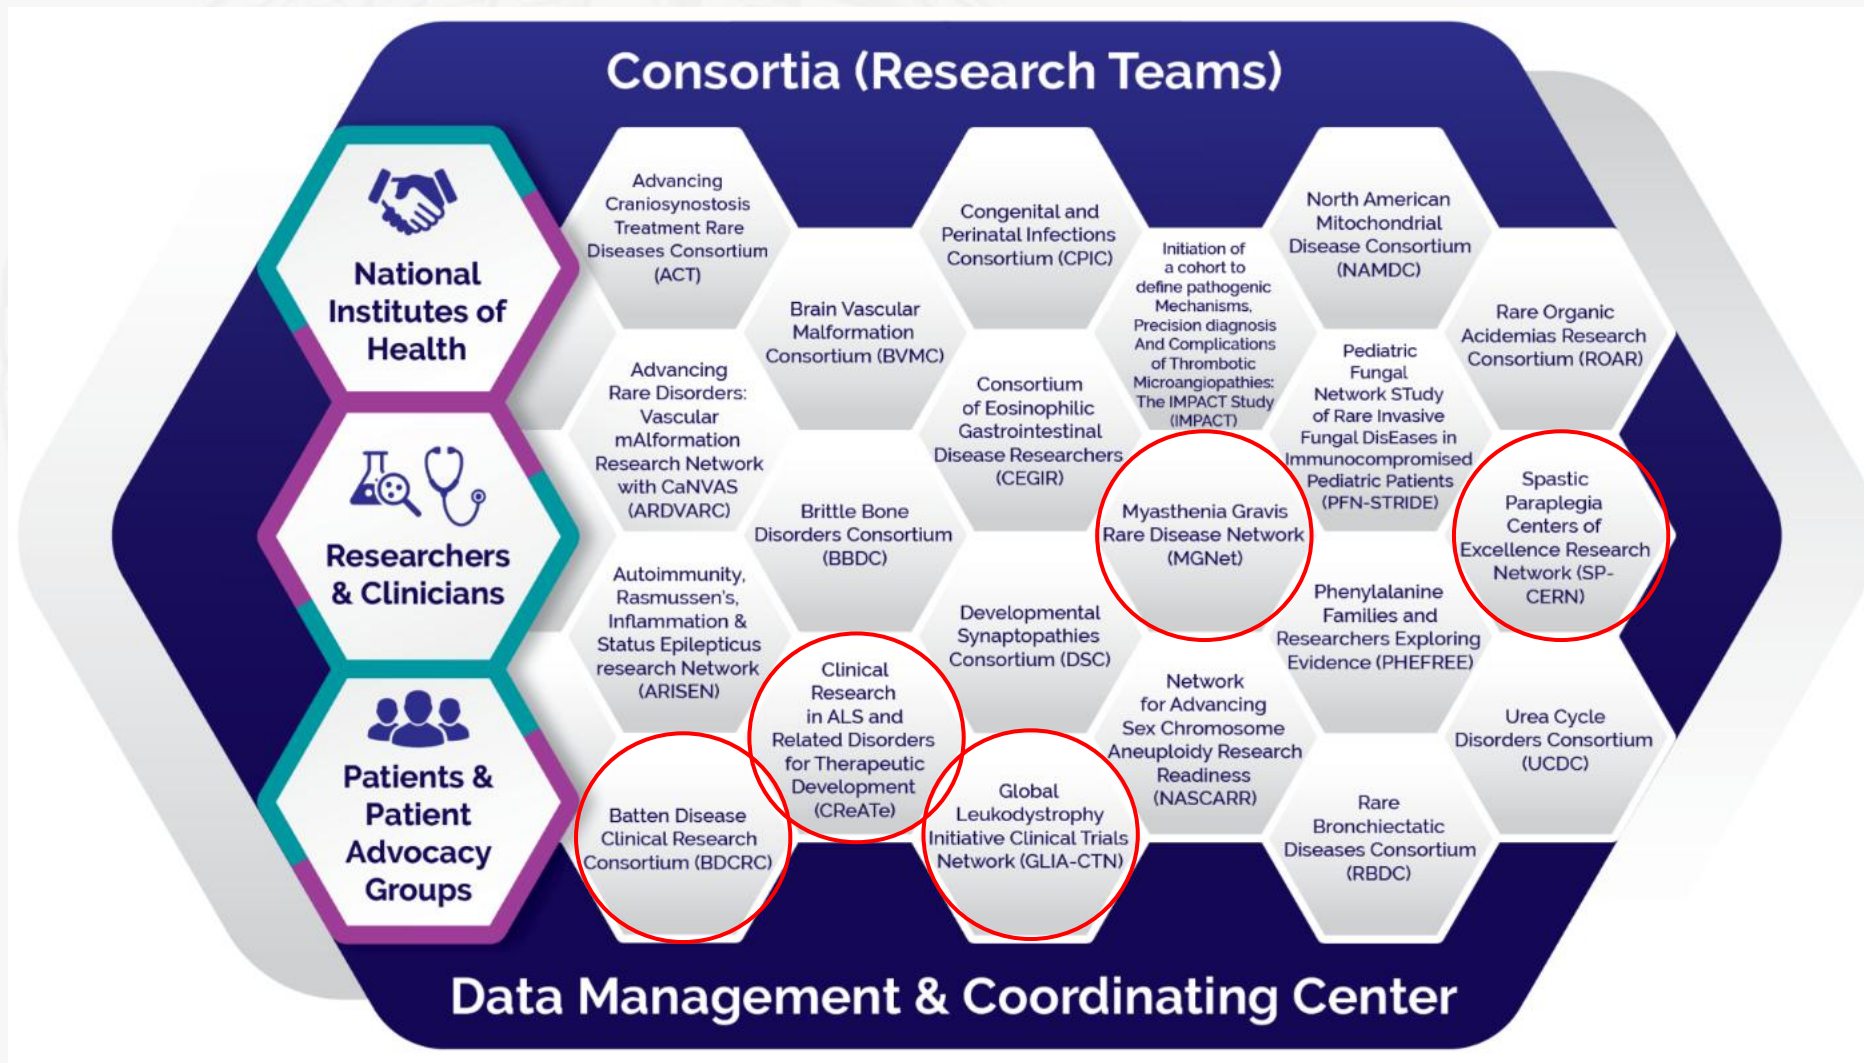 Consortia (Research Teams)
National
Institutes of
Health
Researchers
& Clinicians
Patients &
Patient
Advocacy
Groups
Advancing
Craniosynostosis
Treatment Rare
Diseases Consortium
(ACT)
Advancing
Rare Disorders:
Vascular
mAlformation
Research Network
with CaNVAS
(ARDVARC)
Autoimmunity,
Rasmussen's,
Inflammation &
Status Epilepticus
research Network
(ARISEN)
Batten Disease
Clinical Research
Consortium (BDCRC)
Brain Vascular
Malformation
Consortium (BVMC)
Brittle Bone
Disorders Consortium
(BBDC)
Clinical
Research
in ALS and
Related Disorders
for Therapeutic
Development
(CReATe)
Congenital and
Perinatal Infections
Consortium (CPIC)
Consortium
of Eosinophilic
Gastrointestinal
Disease Researchers
(CEGIR)
Developmental
Synaptopathies
Consortium (DSC)
Global
Leukodystrophy
Initiative Clinical Trials
Network (GLIA-CTN)
Initiation of
a cohort to
define pathogenic
Mechanisms,
Precision diagnosis
And Complications
of Thrombotic
Microangiopathies:
The IMPACT Study
(IMPACT)
Myasthenia Gravis
Rare Disease Network
(MGNet)
Network
for Advancing
Sex Chromosome
Aneuploidy Research
Readiness
(NASCARR)
North American
Mitochondrial
Disease Consortium
(NAMDC)
Pediatric
Fungal
Network STudy
of Rare Invasive
Fungal DisEases in
Immunocompromised
Pediatric Patients
(PFN-STRIDE)
Phenylalanine
Families and
Researchers Exploring
Evidence (PHEFREE)
Rare
Bronchiectatic
Diseases Consortium
(RBDC)
Rare Organic
Acidemias Research
Consortium (ROAR)
Spastic
Paraplegia
Centers of
Excellence Research
Network (SP-
CERN)
Urea Cycle
Disorders Consortium
(UCDC)
Data Management & Coordinating Center